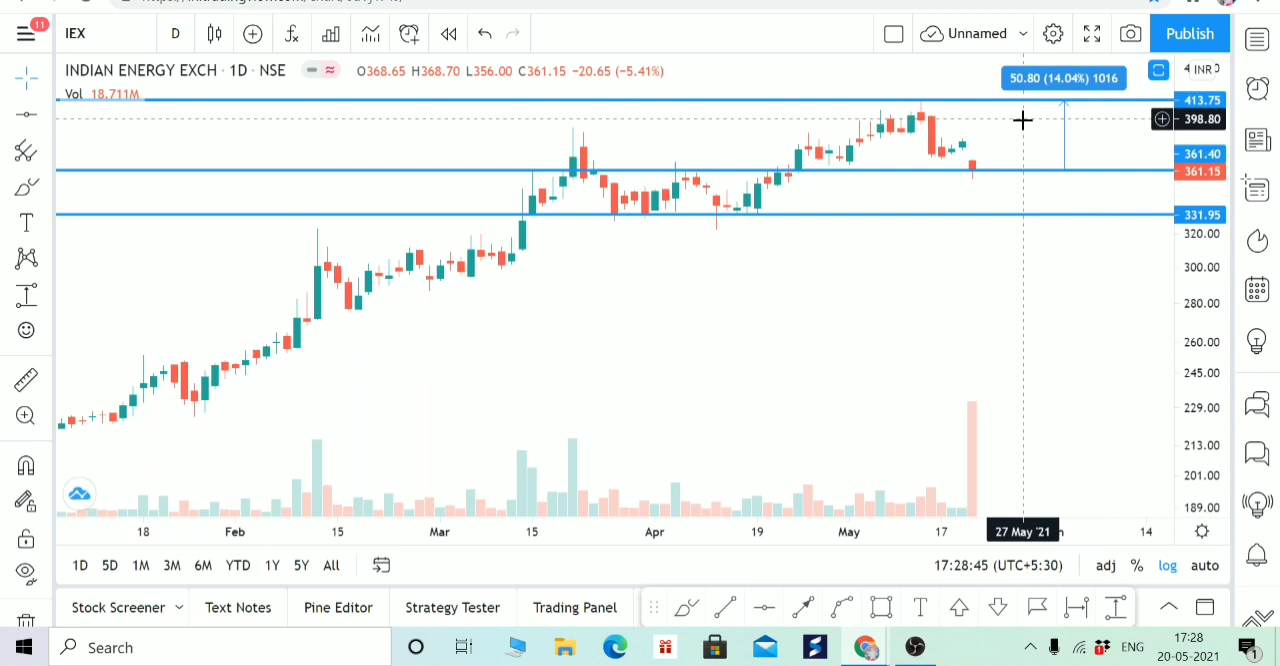 11
IEX
D
Unnamed
Publish
INDIAN ENERGY EXCH · 1D · NSE
O368.65 H368.70 L356.00 C361.15 −20.65 (−5.41%)
Vol 18.711M
50.80 (14.04%) 1016
INR
413.75
398.80
361.40
361.15
331.95
320.00
300.00
280.00
260.00
245.00
229.00
213.00
201.00
189.00
18 Feb 15 Mar 15 Apr 19 May 17 27 May '21 14
1D 5D 1M 3M 6M YTD 1Y 5Y All
17:28:45 (UTC+5:30) adj % log auto
Stock Screener Text Notes Pine Editor Strategy Tester Trading Panel
Search
ENG
17:28
20-05-2021
1